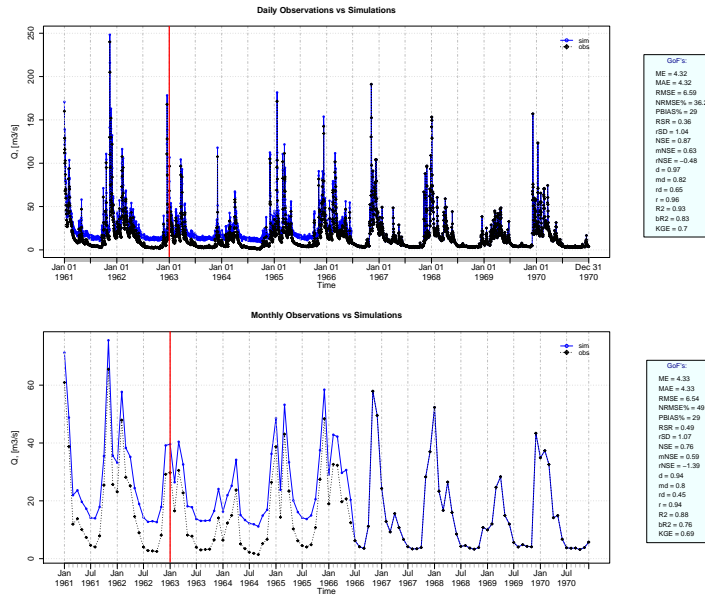 Daily Observations vs Simulations
Q, [m3/s]
250
200
150
100
50
0
sim
obs
Jan 01 1961
Jan 01 1962
Jan 01 1963
Jan 01 1964
Jan 01 1965
Jan 01 1966
Jan 01 1967
Jan 01 1968
Jan 01 1969
Jan 01 1970
Dec 31 1970
Time
GoF's:
ME = 4.32
MAE = 4.32
RMSE = 6.59
NRMSE% = 36.2
PBIAS% = 29
RSR = 0.36
rSD = 1.04
NSE = 0.87
mNSE = 0.63
rNSE = −0.48
d = 0.97
md = 0.82
rd = 0.65
r = 0.96
R2 = 0.93
bR2 = 0.83
KGE = 0.7
Monthly Observations vs Simulations
Q, [m3/s]
60
40
20
0
sim
obs
Jan 1961
Jul 1961
Jan 1962
Jul 1962
Jan 1963
Jul 1963
Jan 1964
Jul 1964
Jan 1965
Jul 1965
Jan 1966
Jul 1966
Jan 1967
Jul 1967
Jan 1968
Jul 1968
Jan 1969
Jul 1969
Jan 1970
Jul 1970
Time
GoF's:
ME = 4.33
MAE = 4.33
RMSE = 6.54
NRMSE% = 49
PBIAS% = 29
RSR = 0.49
rSD = 1.07
NSE = 0.76
mNSE = 0.59
rNSE = −1.39
d = 0.94
md = 0.8
rd = 0.45
r = 0.94
R2 = 0.88
bR2 = 0.76
KGE = 0.69